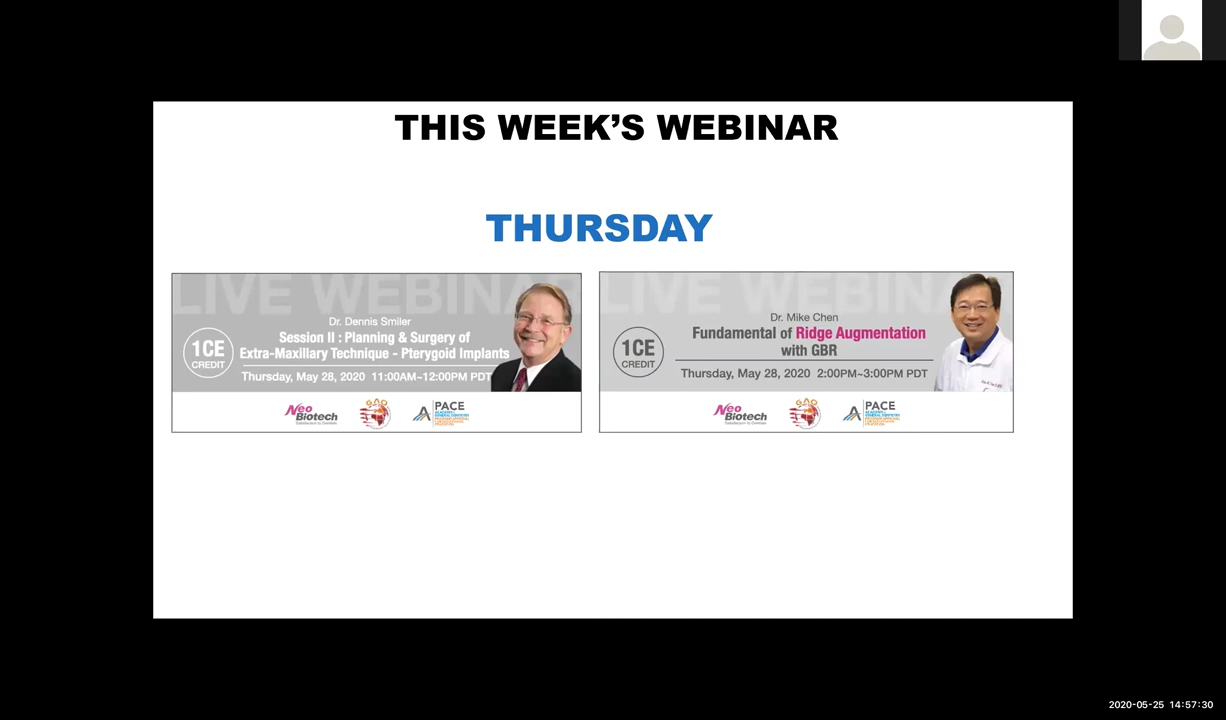 THIS WEEK'S WEBINAR
THURSDAY
LIVE WEBINAR
Dr. Dennis Smiler
1CE
CREDIT
Session II : Planning & Surgery of
Extra-Maxillary Technique - Pterygoid Implants
Thursday, May 28, 2020 11:00AM~12:00PM PDT
Neo
Biotech
PACE
LIVE WEBINA
Dr. Mike Chen
1CE
CREDIT
Fundamental of Ridge Augmentation
with GBR
Thursday, May 28, 2020 2:00PM~3:00PM PDT
Neo
Biotech
PACE
2020-05-25 14:57:30